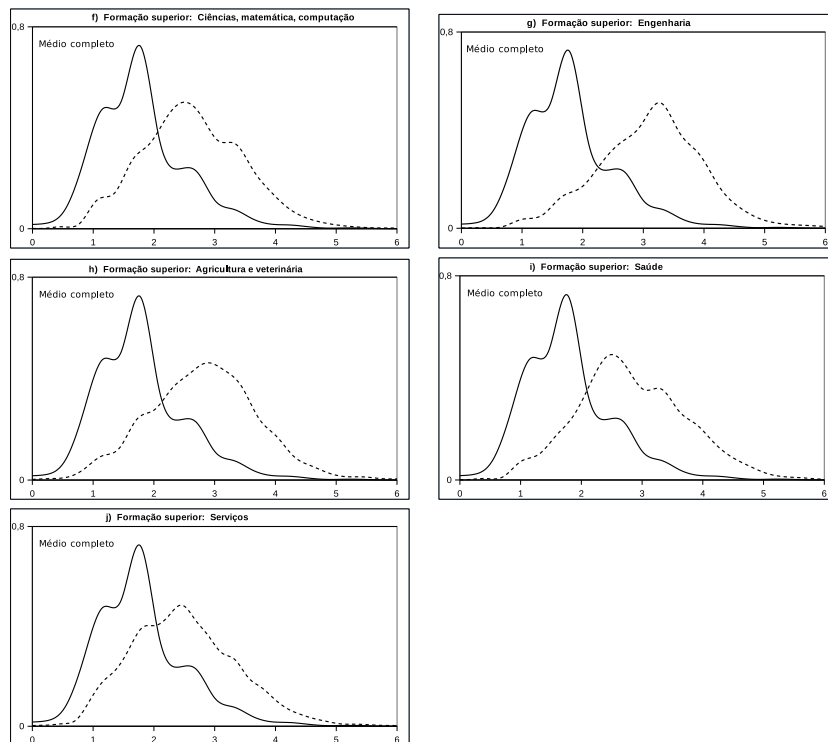 f) Formação superior: Ciências, matemática, computação
0,8
Médio completo
0
0 1 2 3 4 5 6
g) Formação superior: Engenharia
0,8
Médio completo
0
0 1 2 3 4 5 6
h) Formação superior: Agricultura e veterinária
0,8
Médio completo
0
0 1 2 3 4 5 6
i) Formação superior: Saúde
0,8
Médio completo
0
0 1 2 3 4 5 6
j) Formação superior: Serviços
0,8
Médio completo
0
0 1 2 3 4 5 6